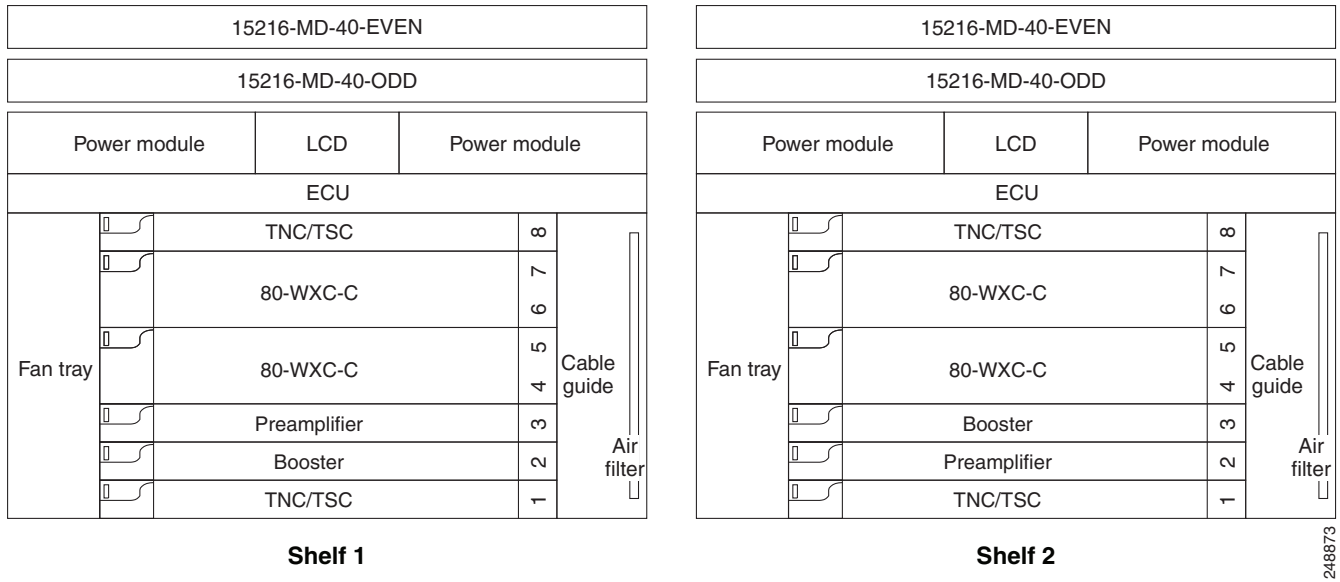 15216-MD-40-EVEN
15216-MD-40-ODD
Power module
LCD
Power module
ECU
TNC/TSC
8
80-WXC-C
7
6
80-WXC-C
5
4
Preamplifier
3
Booster
2
TNC/TSC
1
Fan tray
Cable
guide
Air
filter
Shelf 1
15216-MD-40-EVEN
15216-MD-40-ODD
Power module
LCD
Power module
ECU
TNC/TSC
8
80-WXC-C
7
6
80-WXC-C
5
4
Booster
3
Preamplifier
2
TNC/TSC
1
Fan tray
Cable
guide
Air
filter
Shelf 2
248873